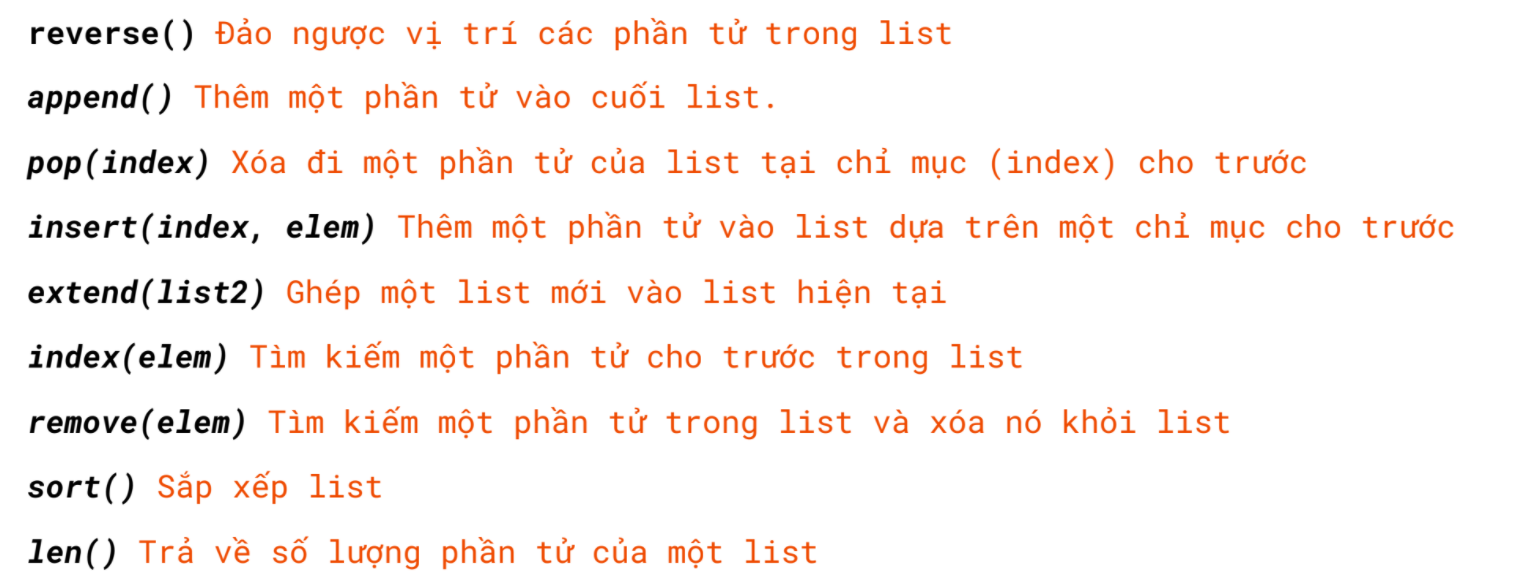 reverse() Đảo ngược vị trí các phần tử trong list
append() Thêm một phần tử vào cuối list.
pop(index) Xóa đi một phần tử của list tại chỉ mục (index) cho trước
insert(index, elem) Thêm một phần tử vào list dựa trên một chỉ mục cho trước
extend(list2) Ghép một list mới vào list hiện tại
index(elem) Tìm kiếm một phần tử cho trước trong list
remove(elem) Tìm kiếm một phần tử trong list và xóa nó khỏi list
sort() Sắp xếp list
len() Trả về số lượng phần tử của một list